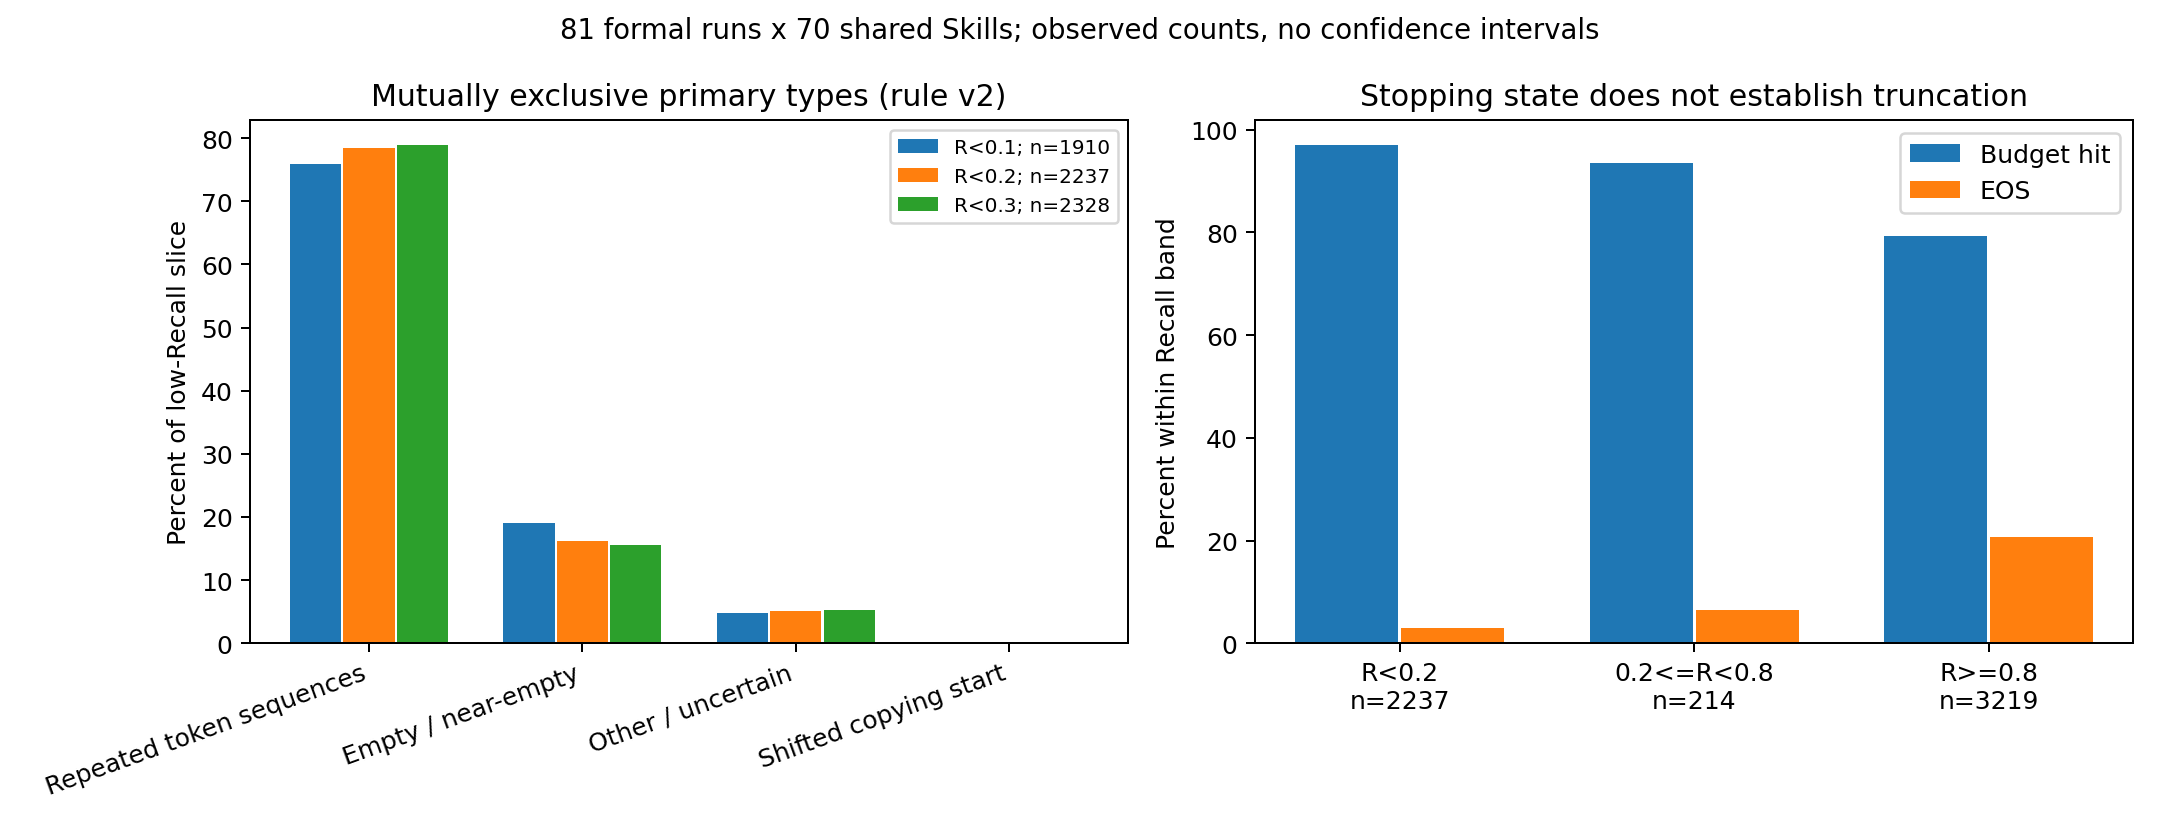 81 formal runs x 70 shared Skills; observed counts, no confidence intervals
Mutually exclusive primary types (rule v2)
Percent of low-Recall slice
80
70
60
50
40
30
20
10
0
R<0.1; n=1910
R<0.2; n=2237
R<0.3; n=2328
Repeated token sequences
Empty / near-empty
Other / uncertain
Shifted copying start
Stopping state does not establish truncation
Percent within Recall band
100
80
60
40
20
0
Budget hit
EOS
R<0.2
n=2237
0.2<=R<0.8
n=214
R>=0.8
n=3219